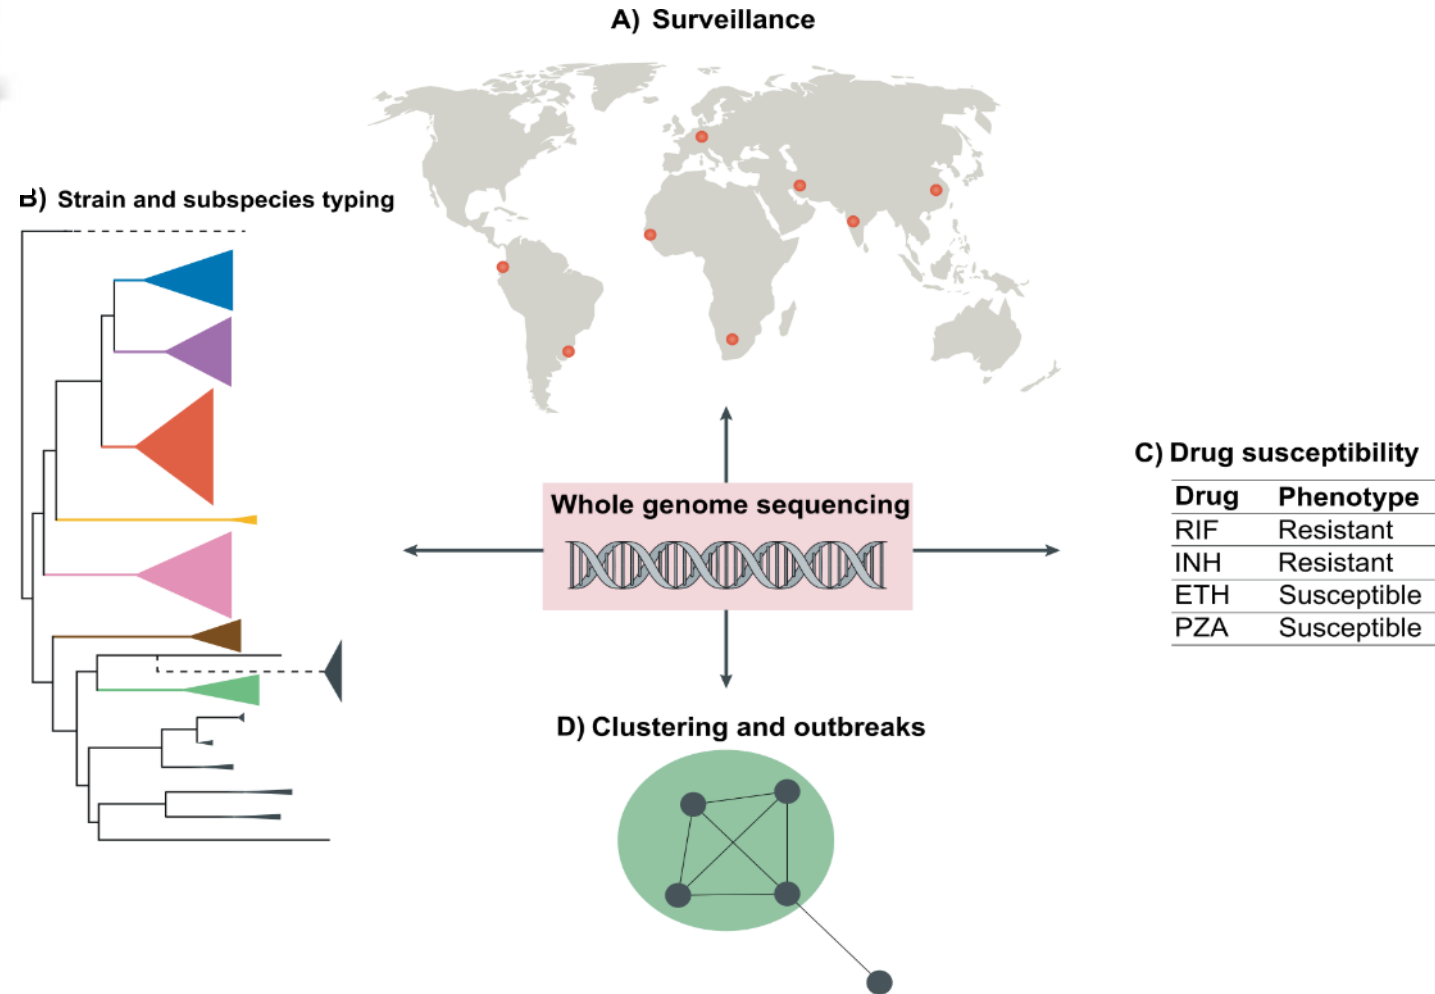 A) Surveillance
B) Strain and subspecies typing
C) Drug susceptibility
Drug Phenotype
RIF Resistant
INH Resistant
ETH Susceptible
PZA Susceptible
Whole genome sequencing
D) Clustering and outbreaks